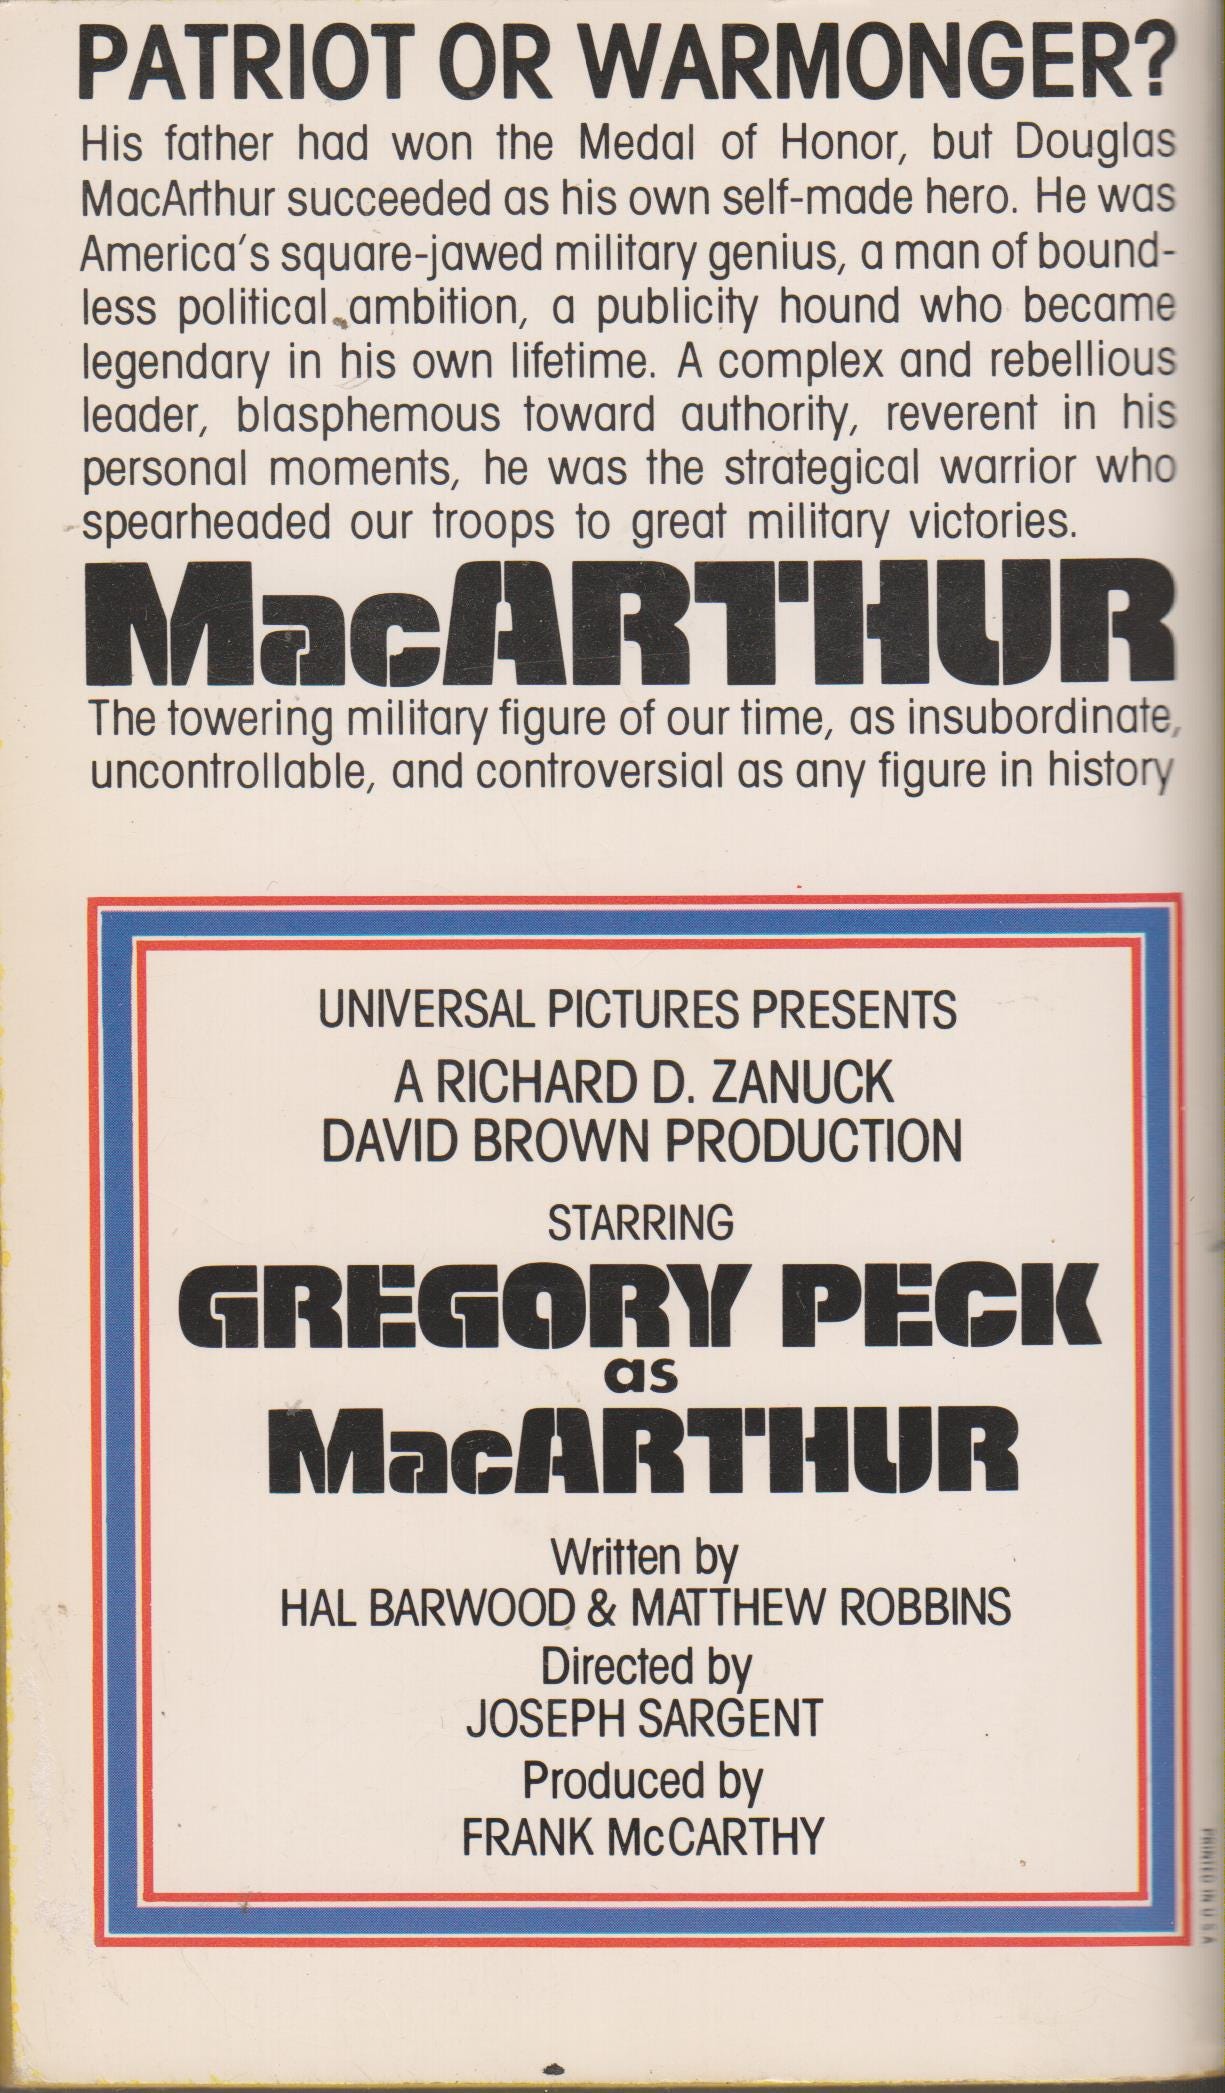 PATRIOT OR WARMONGER?
His father had won the Medal of Honor, but Douglas
MacArthur succeeded as his own self-made hero. He was
America's square-jawed military genius, a man of bound-
less political ambition, a publicity hound who became
legendary in his own lifetime. A complex and rebellious
leader, blasphemous toward authority, reverent in his
personal moments, he was the strategical warrior who
spearheaded our troops to great military victories.
MacARTHUR
The towering military figure of our time, as insubordinate,
uncontrollable, and controversial as any figure in history
UNIVERSAL PICTURES PRESENTS
A RICHARD D. ZANUCK
DAVID BROWN PRODUCTION
STARRING
GREGORY PECK
as
MacARTHUR
Written by
HAL BARWOOD & MATTHEW ROBBINS
Directed by
JOSEPH SARGENT
Produced by
FRANK McCARTHY
PRINTED IN U S A